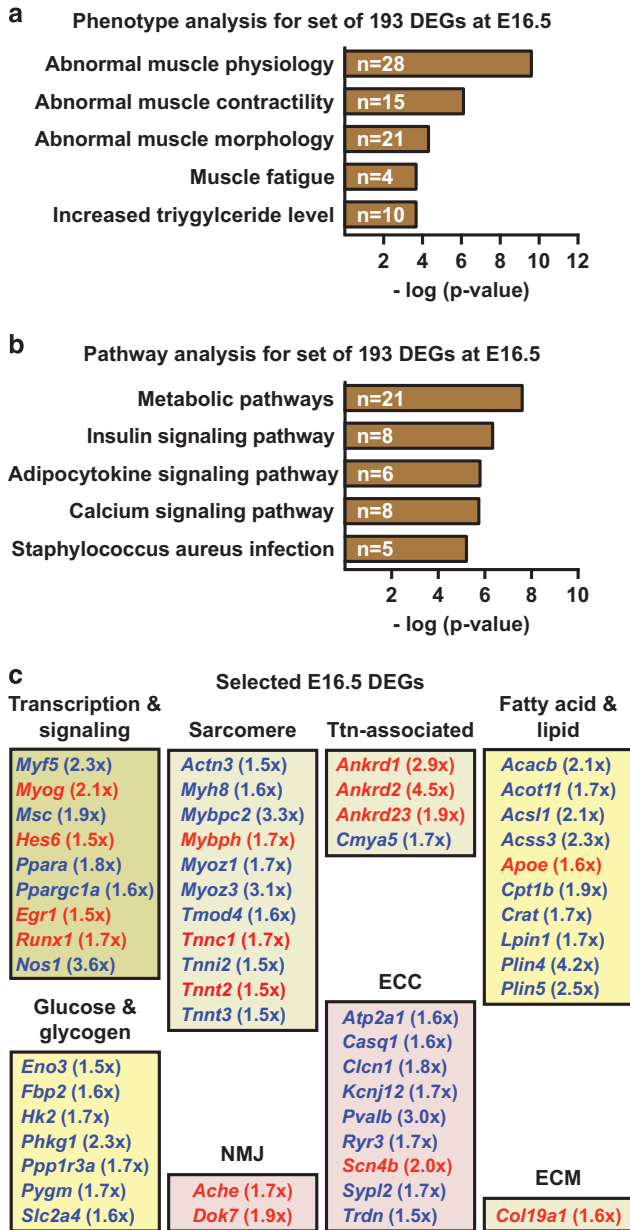 a
Phenotype analysis for set of 193 DEGs at E16.5
Abnormal muscle physiology n=28
Abnormal muscle contractility n=15
Abnormal muscle morphology n=21
Muscle fatigue n=4
Increased triygylceride level n=10
2 4 6 8 10 12
- log (p-value)
b
Pathway analysis for set of 193 DEGs at E16.5
Metabolic pathways n=21
Insulin signaling pathway n=8
Adipocytokine signaling pathway n=6
Calcium signaling pathway n=8
Staphylococcus aureus infection n=5
2 4 6 8 10
- log (p-value)
c
Selected E16.5 DEGs
Transcription &
signaling
Myf5 (2.3x)
Myog (2.1x)
Msc (1.9x)
Hes6 (1.5x)
Ppara (1.8x)
Ppargc1a (1.6x)
Egr1 (1.5x)
Runx1 (1.7x)
Nos1 (3.6x)
Glucose &
glycogen
Eno3 (1.5x)
Fbp2 (1.6x)
Hk2 (1.7x)
Phkg1 (2.3x)
Ppp1r3a (1.7x)
Pygm (1.7x)
Slc2a4 (1.6x)
Sarcomere
Actn3 (1.5x)
Myh8 (1.6x)
Mybpc2 (3.3x)
Mybph (1.7x)
Myoz1 (1.7x)
Myoz3 (3.1x)
Tmod4 (1.6x)
Tnnc1 (1.7x)
Tnni2 (1.5x)
Tnnt2 (1.5x)
Tnnt3 (1.5x)
NMJ
Ache (1.7x)
Dok7 (1.9x)
Ttn-associated
Ankrd1 (2.9x)
Ankrd2 (4.5x)
Ankrd23 (1.9x)
Cmya5 (1.7x)
ECC
Atp2a1 (1.6x)
Casq1 (1.6x)
Clcn1 (1.8x)
Kcnj12 (1.7x)
Pvalb (3.0x)
Ryr3 (1.7x)
Scn4b (2.0x)
Sypl2 (1.7x)
Trdn (1.5x)
Fatty acid &
lipid
Acacb (2.1x)
Acot11 (1.7x)
Acsl1 (2.1x)
Acss3 (2.3x)
Apoe (1.6x)
Cpt1b (1.9x)
Crat (1.7x)
Lpin1 (1.7x)
Plin4 (4.2x)
Plin5 (2.5x)
ECM
Col19a1 (1.6x)